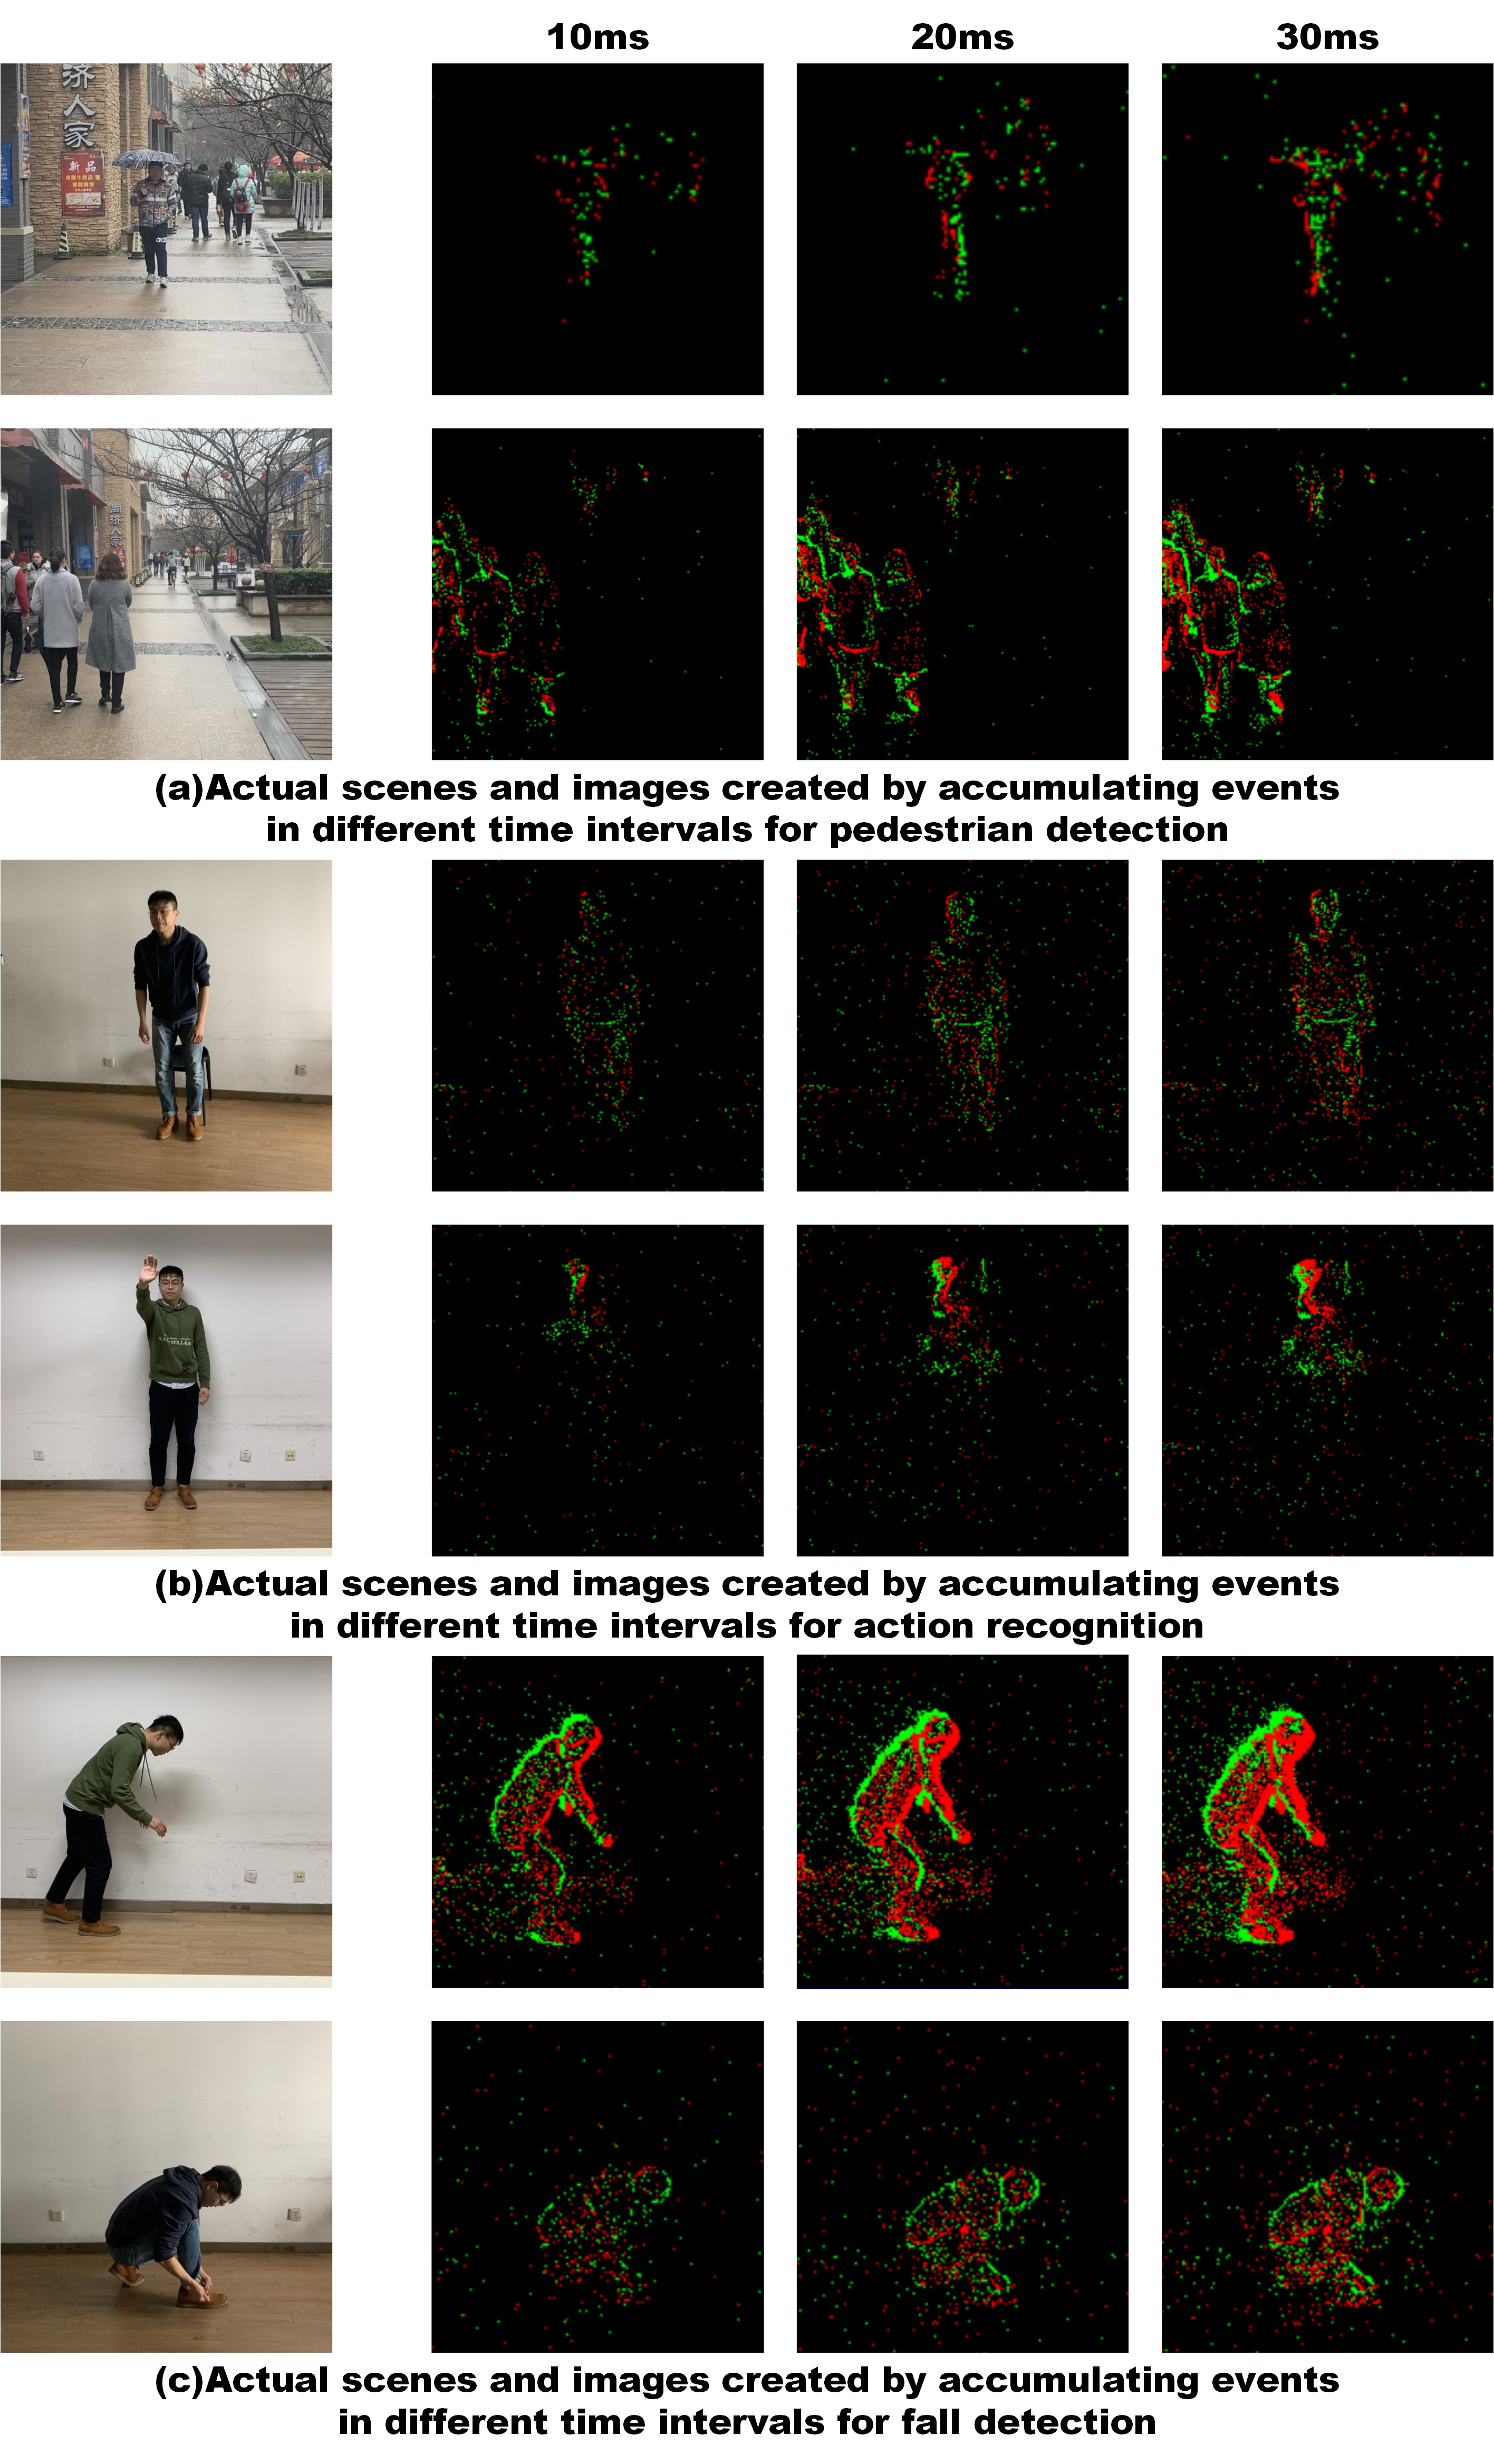 10ms 20ms 30ms
济人家
新品
(a)Actual scenes and images created by accumulating events
in different time intervals for pedestrian detection
(b)Actual scenes and images created by accumulating events
in different time intervals for action recognition
(c)Actual scenes and images created by accumulating events
in different time intervals for fall detection